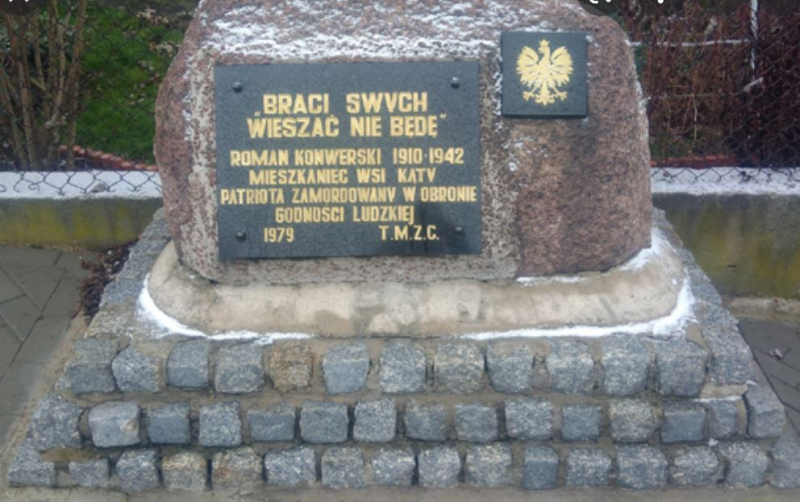 „BRACI SWYCH
WIESZAĆ NIE BĘDĘ"
ROMAN KONWERSKI 1910-1942
MIESZKANIEC WSI KATY
PATRIOTA ZAMORDOWANY W OBRONIE
GODNOŚCI LUDZKIEJ
1979 T.M.Z.C.